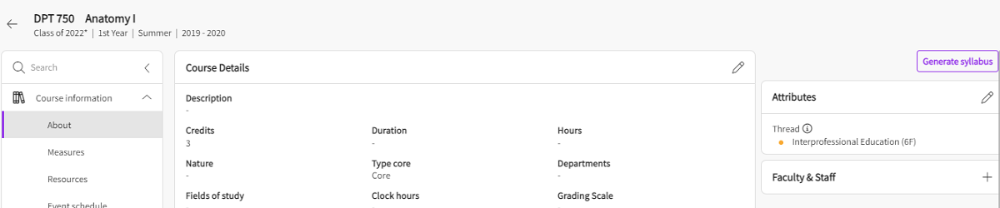 DPT 750 Anatomy I
Class of 2022* | 1st Year | Summer | 2019 - 2020
Search
Course information
About
Measures
Resources
Event schedule
Course Details
Description
-
Credits Duration Hours
3 - -
Nature Type core Departments
- Core -
Fields of study Clock hours Grading Scale
Generate syllabus
Attributes
Thread
Interprofessional Education (6F)
Faculty & Staff